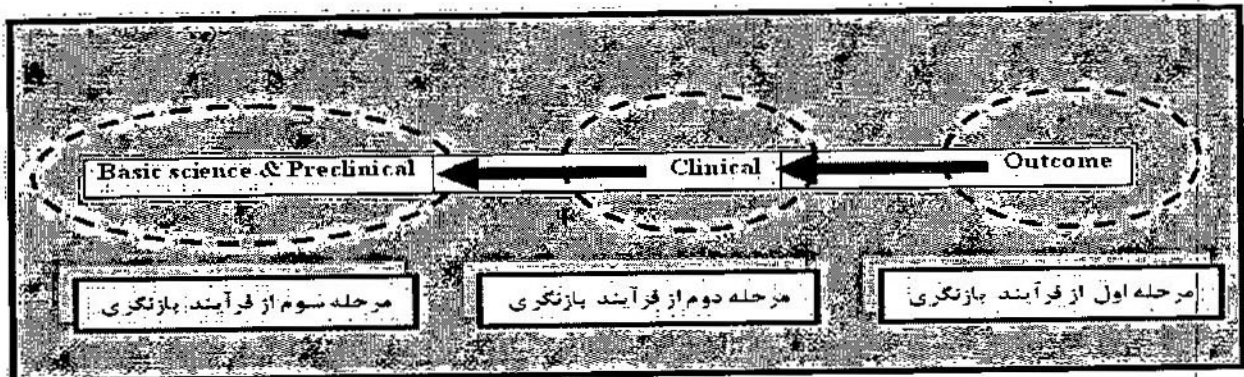 Basic science & Preclinical
Clinical
Outcome
مرحله سوم از فرآیند بازنگری
مرحله دوم از فرآیند بازنگری
مرحله اول از فرآیند بازنگری